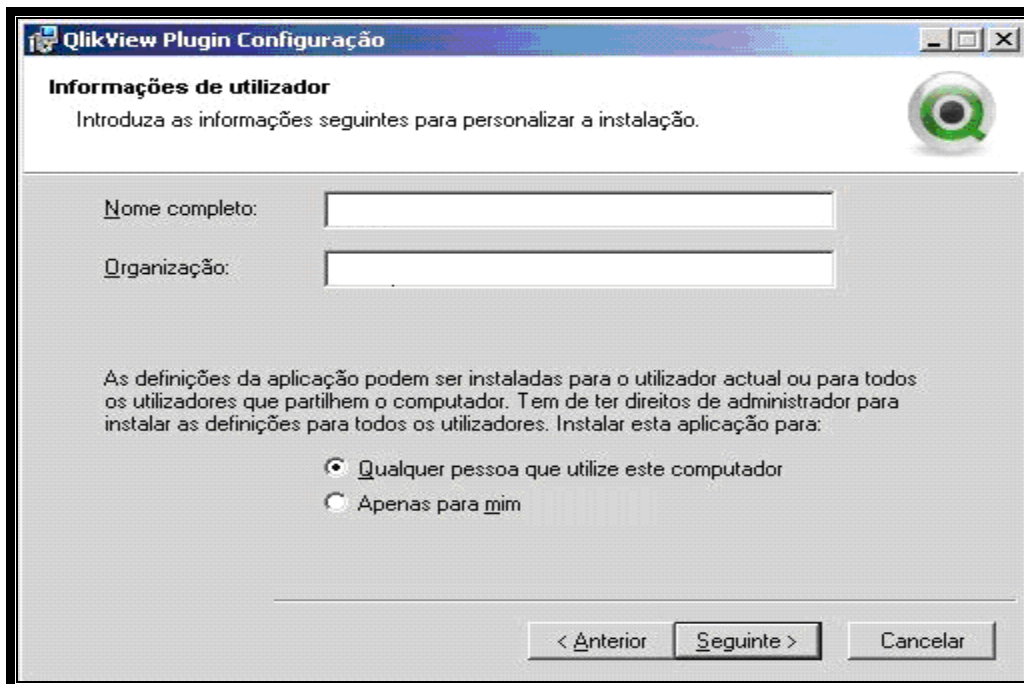 QlikView Plugin Configuração
Informações de utilizador
Introduza as informações seguintes para personalizar a instalação.
Nome completo:
Organização:
As definições da aplicação podem ser instaladas para o utilizador actual ou para todos
os utilizadores que partilhem o computador. Tem de ter direitos de administrador para
instalar as definições para todos os utilizadores. Instalar esta aplicação para:
Qualquer pessoa que utilize este computador
Apenas para mim
< Anterior Seguinte > Cancelar